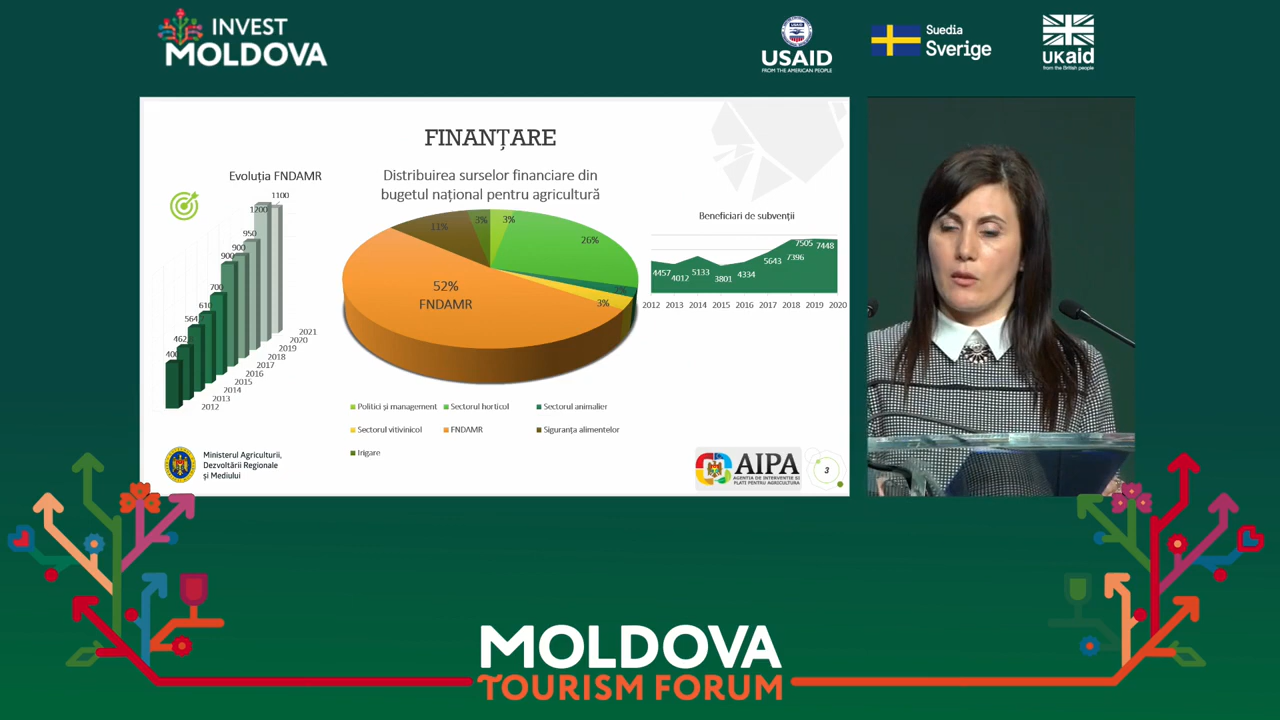 INVEST
MOLDOVA
USAID
FROM THE AMERICAN PEOPLE
Suedia
Sverige
UKaid
from the British people
FINANȚARE
Evoluția FNDAMR
Distribuirea surselor financiare din
bugetul național pentru agricultură
Beneficiari de subvenții
400
462
564,2
610
700
900
900
950
1200
1100
2012
2013
2014
2015
2016
2017
2018
2019
2020
2021
3%
3%
26%
11%
52%
FNDAMR
2%
3%
4457
4012
5133
3801
4334
5643
7396
7505
7448
2012 2013 2014 2015 2016 2017 2018 2019 2020
Politici și management
Sectorul horticol
Sectorul animalier
Sectorul vitivinicol
FNDAMR
Siguranța alimentelor
Irigare
Ministerul Agriculturii,
Dezvoltării Regionale
și Mediului
AIPA
AGENȚIA DE INTERVENȚIE ȘI
PLĂȚI PENTRU AGRICULTURĂ
3
MOLDOVA
TOURISM FORUM